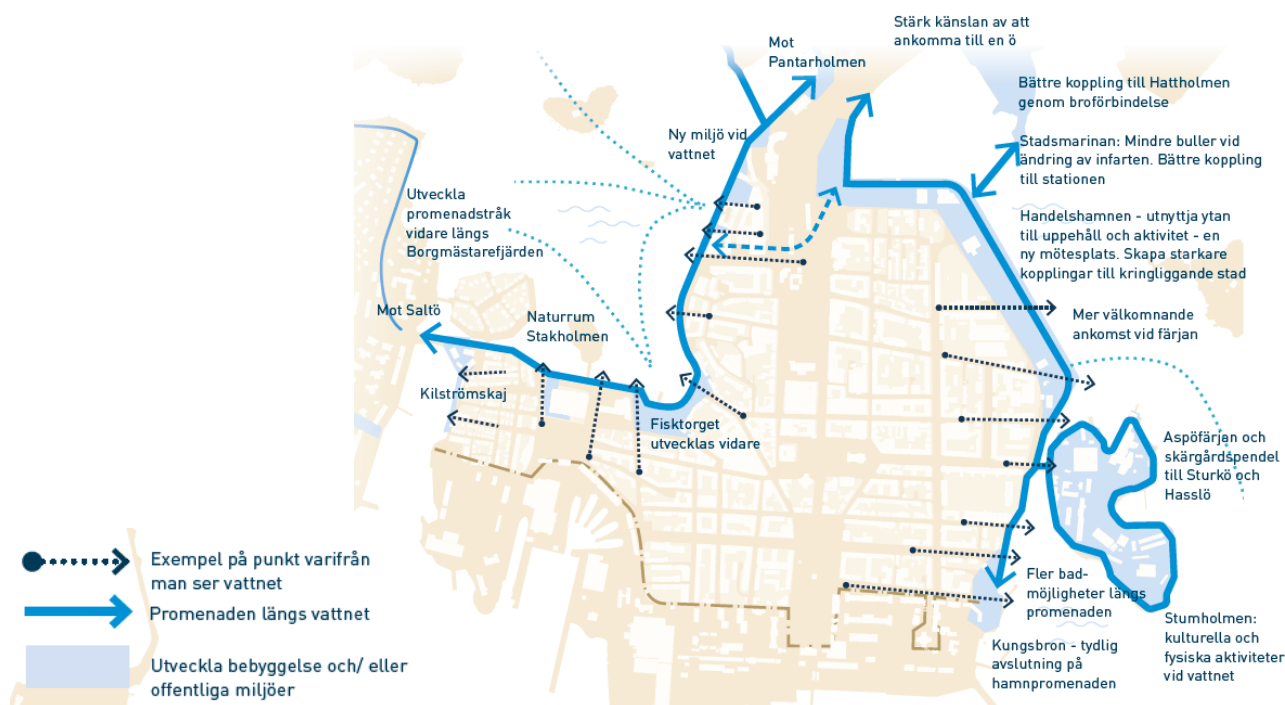 Stärk känslan av att
ankomma till en ö
Mot
Pantarholmen
Bättre koppling till Hattholmen
genom broförbindelse
Ny miljö vid
vattnet
Stadsmarinan: Mindre buller vid
ändring av infarten. Bättre koppling
till stationen
Utveckla
promenadstråk
vidare längs
Borgmästarefjärden
Handelshamnen - utnyttja ytan
till uppehåll och aktivitet - en
ny mötesplats. Skapa starkare
kopplingar till kringliggande stad
Mot Saltö
Naturrum
Stakholmen
Mer välkomnande
ankomst vid färjan
Kilströmskaj
Fisktorget
utvecklas vidare
Aspöfärjan och
skärgårdspendel
till Sturkö och
Hasslö
Exempel på punkt varifrån
man ser vattnet
Promenaden längs vattnet
Utveckla bebyggelse och/ eller
offentliga miljöer
Fler bad-
möjligheter längs
promenaden
Kungsbron - tydlig
avslutning på
hamnpromenaden
Stumholmen:
kulturella och
fysiska aktiviteter
vid vattnet